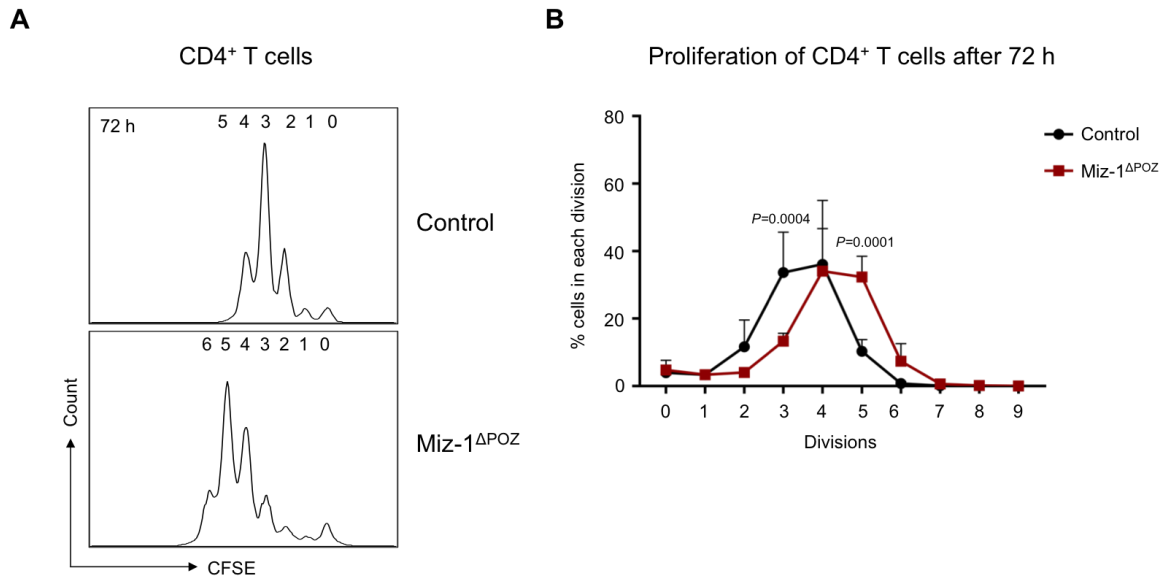 A
CD4⁺ T cells
72 h
5 4 3 2 1 0
Control
6 5 4 3 2 1 0
Miz-1ΔPOZ
Count
CFSE
B
Proliferation of CD4⁺ T cells after 72 h
% cells in each division
80
60
40
20
0
P=0.0004
P=0.0001
0 1 2 3 4 5 6 7 8 9
Divisions
Control
Miz-1ΔPOZ